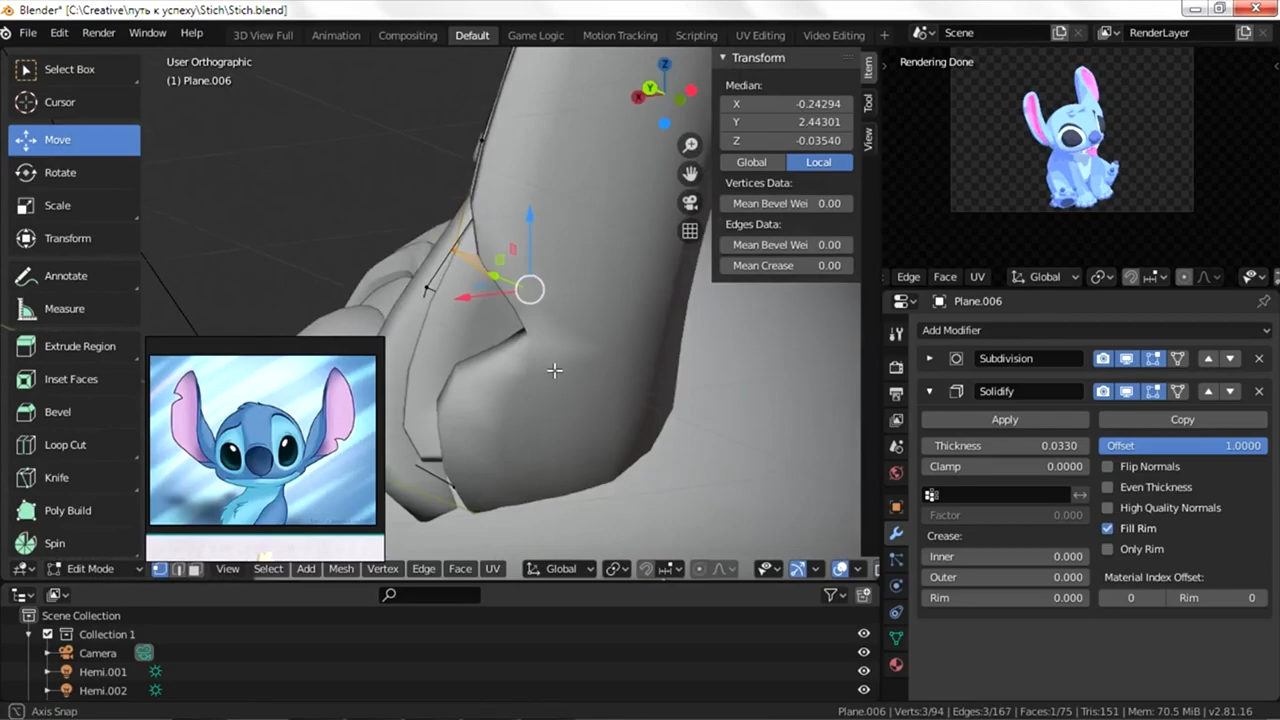 Blender* [C:\Creative\путь к успеху\Stich\Stich.blend]
File Edit Render Window Help 3D View Full Animation Compositing Default Game Logic Motion Tracking Scripting UV Editing Video Editing Scene RenderLayer
Select Box
Cursor
Move
Rotate
Scale
Transform
Annotate
Measure
Extrude Region
Inset Faces
Bevel
Loop Cut
Knife
Poly Build
Spin
User Orthographic
(1) Plane.006
Z
Y
X
Transform
Median:
X -0.24294
Y 2.44301
Z -0.03540
Global Local
Vertices Data:
Mean Bevel Wei 0.00
Edges Data:
Mean Bevel Wei 0.00
Mean Crease 0.00
Item
Tool
View
Rendering Done
Edge Face UV Global
Plane.006
Add Modifier
Subdivision
Solidify
Apply Copy
Thickness 0.0330 Offset 1.0000
Clamp 0.0000 Flip Normals
Even Thickness
Factor 0.000 High Quality Normals
Crease: Fill Rim
Inner 0.000 Only Rim
Outer 0.000 Material Index Offset:
Rim 0.000 0 Rim 0
Edit Mode View Select Add Mesh Vertex Edge Face UV Global
Scene Collection
Collection 1
Camera
Hemi.001
Hemi.002
Axis Snap
Plane.006 | Verts:3/94 | Edges:3/167 | Faces:1/75 | Tris:151 | Mem: 70.5 MiB | v2.81.16